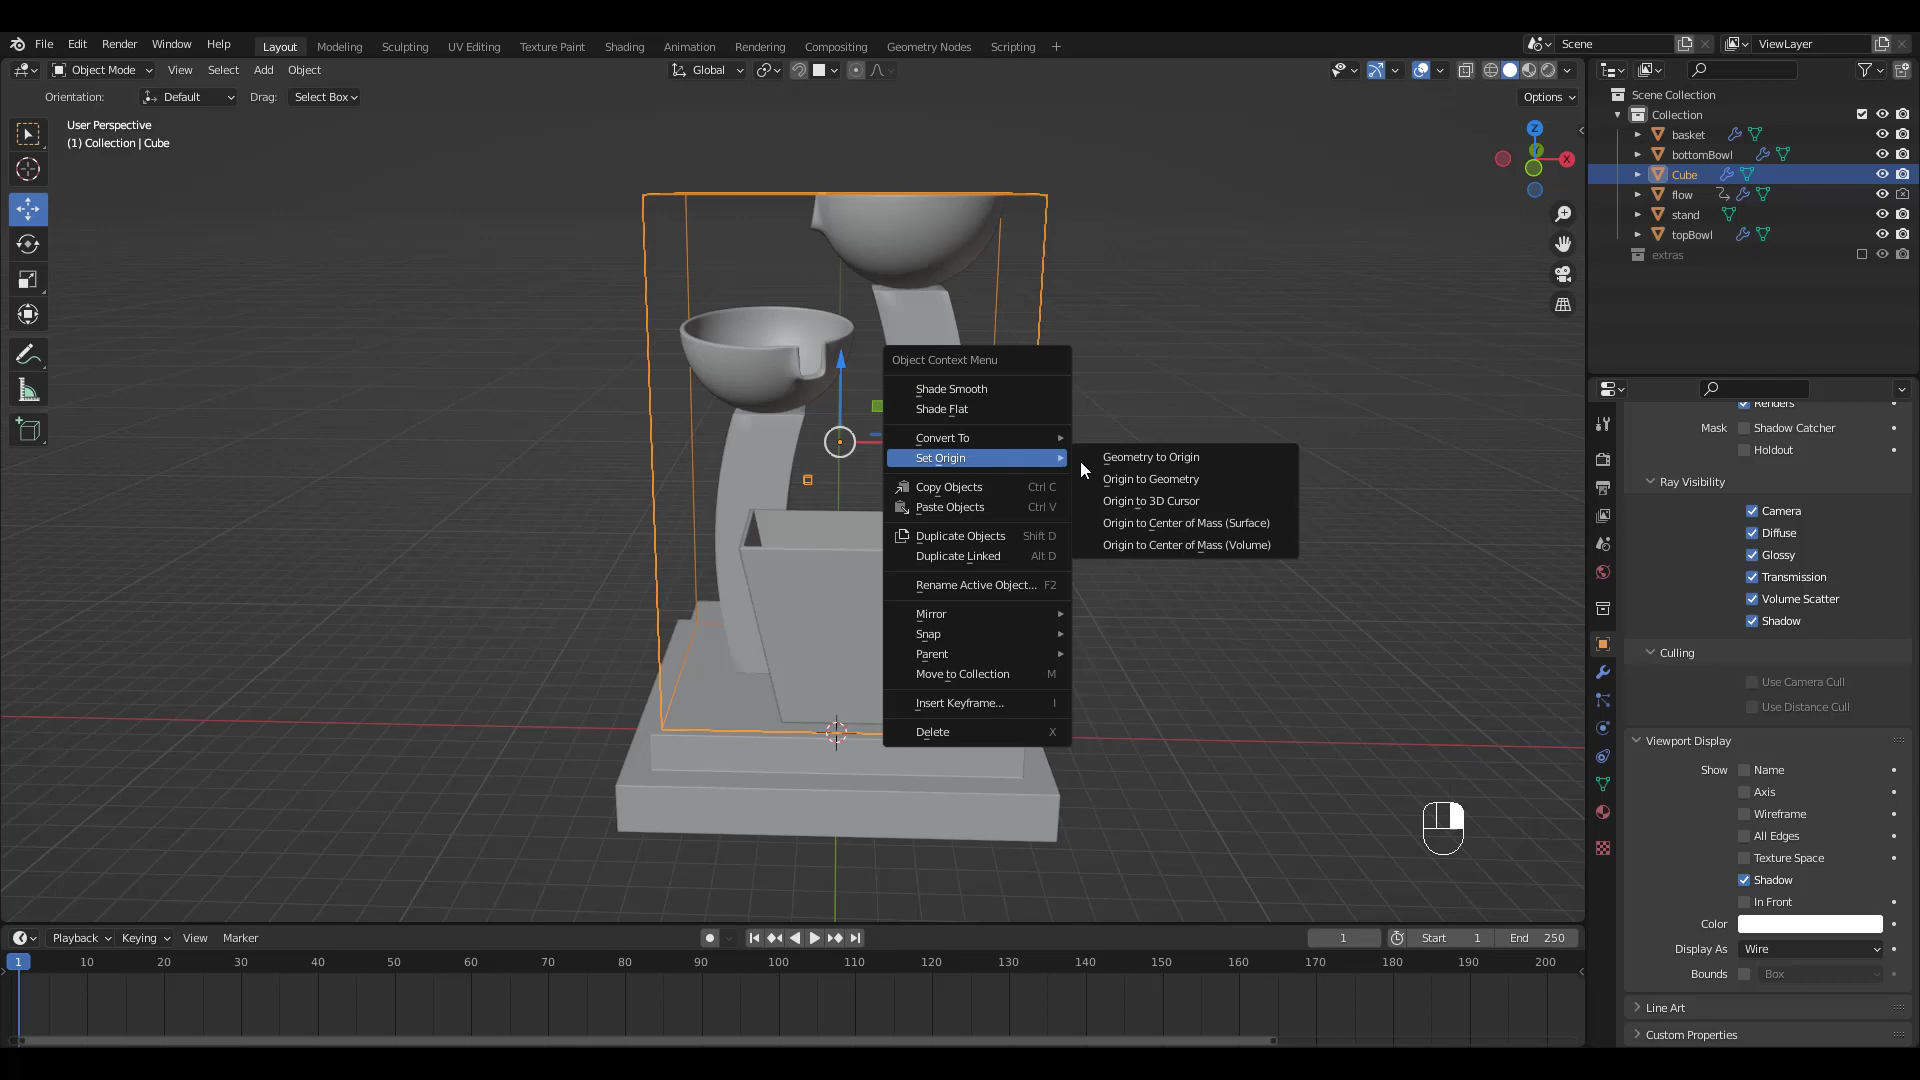 File Edit Render Window Help Layout Modeling Sculpting UV Editing Texture Paint Shading Animation Rendering Compositing Geometry Nodes Scripting + Scene ViewLayer
Object Mode View Select Add Object Global
Orientation: Default Drag: Select Box Options
User Perspective
(1) Collection | Cube
Z
Y
X
Object Context Menu
Shade Smooth
Shade Flat
Convert To
Set Origin
Copy Objects Ctrl C
Paste Objects Ctrl V
Duplicate Objects Shift D
Duplicate Linked Alt D
Rename Active Object... F2
Mirror
Snap
Parent
Move to Collection M
Insert Keyframe... I
Delete X
Geometry to Origin
Origin to Geometry
Origin to 3D Cursor
Origin to Center of Mass (Surface)
Origin to Center of Mass (Volume)
Scene Collection
Collection
basket
bottomBowl
Cube
flow
stand
topBowl
extras
Renders
Mask Shadow Catcher
Holdout
Ray Visibility
Camera
Diffuse
Glossy
Transmission
Volume Scatter
Shadow
Culling
Use Camera Cull
Use Distance Cull
Viewport Display
Show Name
Axis
Wireframe
All Edges
Texture Space
Shadow
In Front
Color
Display As Wire
Bounds Box
Line Art
Custom Properties
Playback Keying View Marker 1 Start 1 End 250
1 10 20 30 40 50 60 70 80 90 100 110 120 130 140 150 160 170 180 190 200